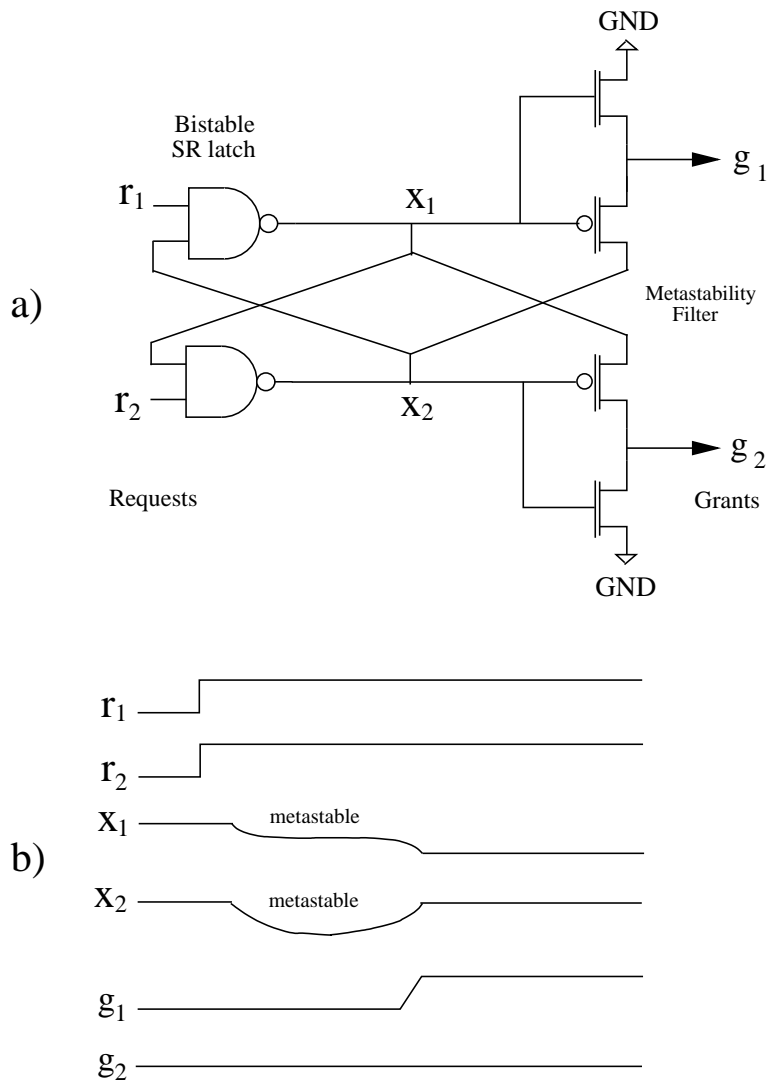 GND
Bistable
SR latch
r1
x1
g1
a)
Metastability
Filter
r2
x2
g2
Requests
Grants
GND
r1
r2
x1
metastable
b)
x2
metastable
g1
g2